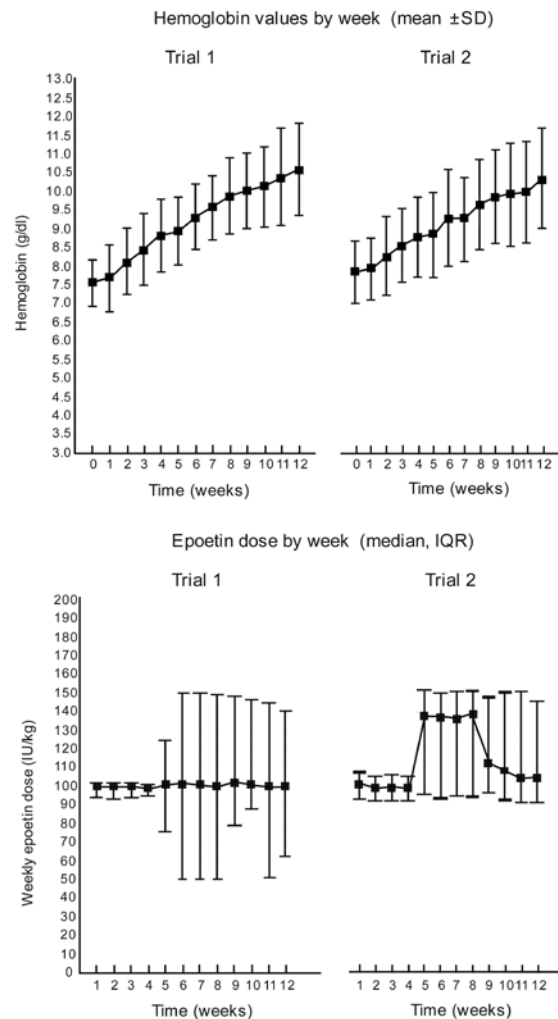 Hemoglobin values by week (mean ±SD)
Trial 1
Trial 2
Hemoglobin (g/dl)
13.0
12.5
12.0
11.5
11.0
10.5
10.0
9.5
9.0
8.5
8.0
7.5
7.0
6.5
6.0
5.5
5.0
4.5
4.0
3.5
3.0
0 1 2 3 4 5 6 7 8 9 10 11 12
0 1 2 3 4 5 6 7 8 9 10 11 12
Time (weeks)
Time (weeks)
Epoetin dose by week (median, IQR)
Trial 1
Trial 2
Weekly epoetin dose (IU/kg)
200
190
180
170
160
150
140
130
120
110
100
90
80
70
60
50
40
30
20
10
0
1 2 3 4 5 6 7 8 9 10 11 12
1 2 3 4 5 6 7 8 9 10 11 12
Time (weeks)
Time (weeks)